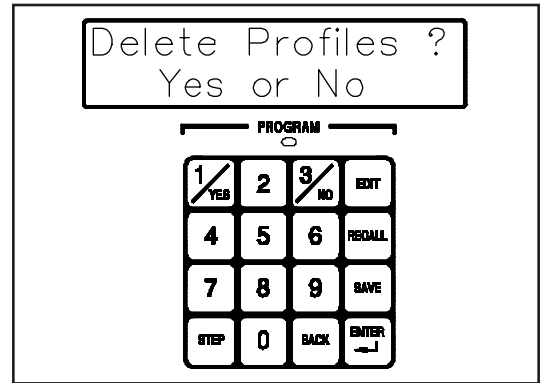 Delete Profiles ?
Yes or No
PROGRAM
1/YES 2 3/NO EDIT
4 5 6 RECALL
7 8 9 SAVE
STEP 0 BACK ENTER